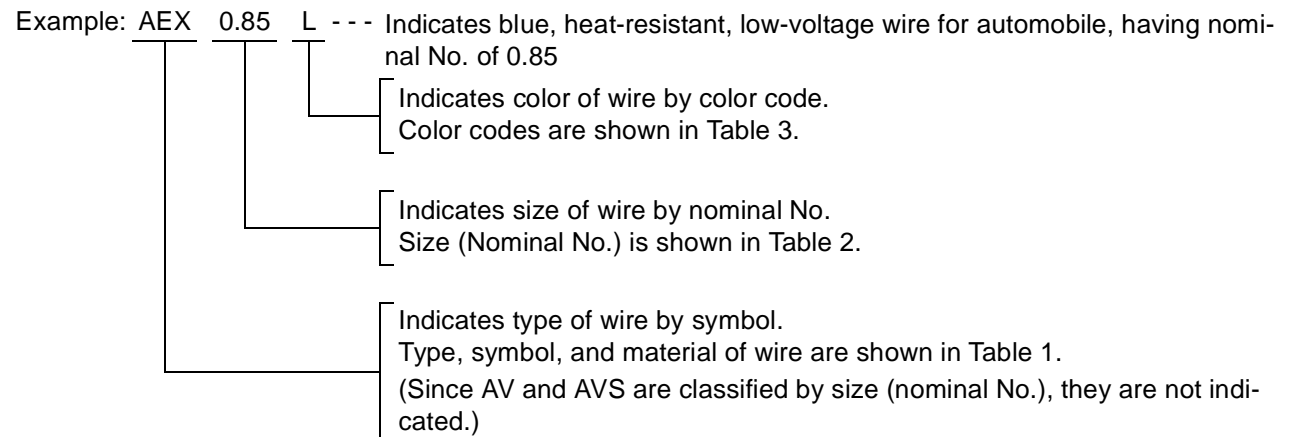 Example: AEX 0.85 L - - - Indicates blue, heat-resistant, low-voltage wire for automobile, having nomi-
nal No. of 0.85
Indicates color of wire by color code.
Color codes are shown in Table 3.
Indicates size of wire by nominal No.
Size (Nominal No.) is shown in Table 2.
Indicates type of wire by symbol.
Type, symbol, and material of wire are shown in Table 1.
(Since AV and AVS are classified by size (nominal No.), they are not indi-
cated.)